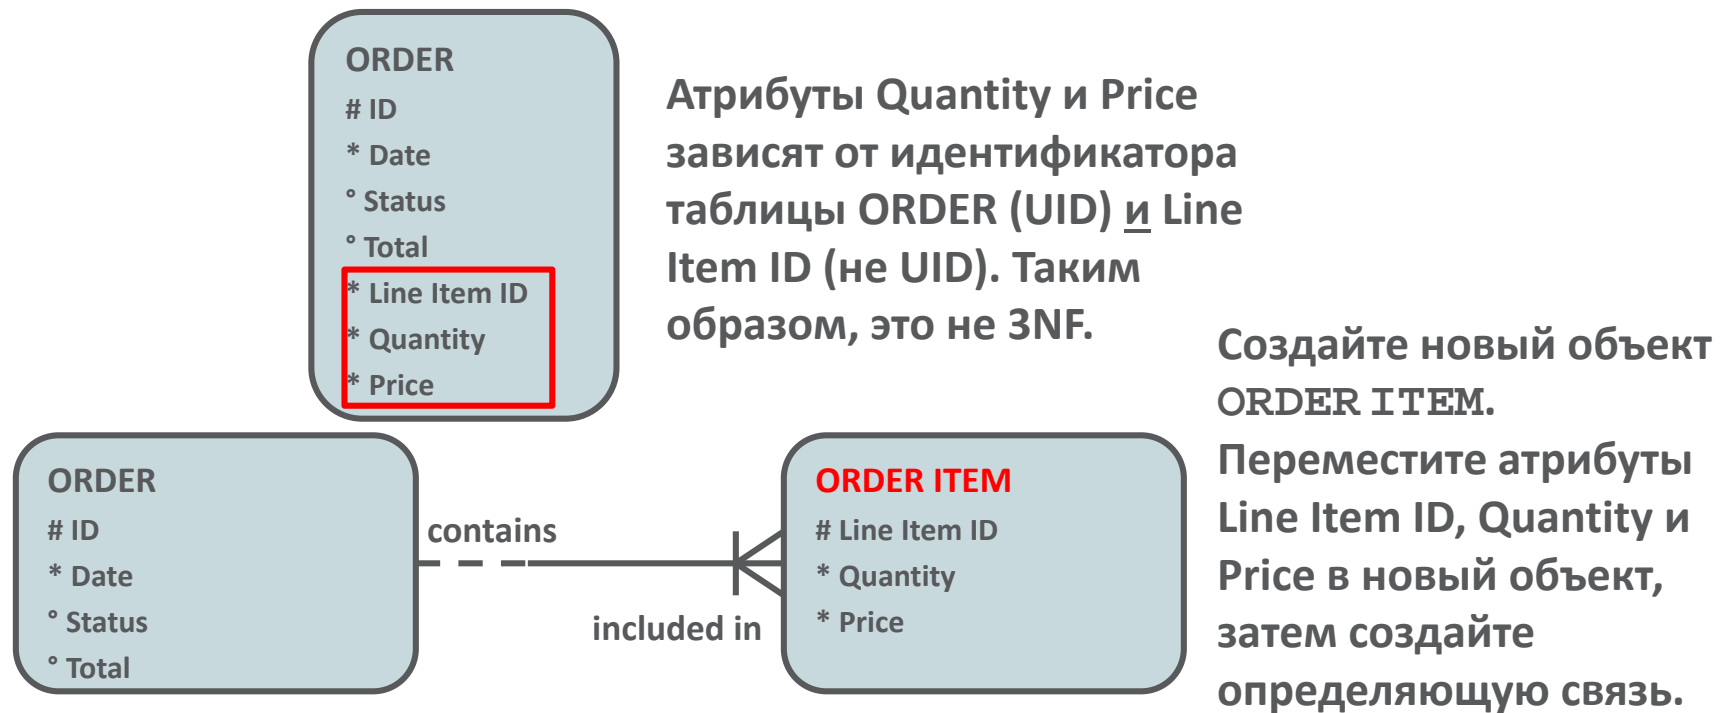 ORDER
# ID
* Date
° Status
° Total
* Line Item ID
* Quantity
* Price
Атрибуты Quantity и Price
зависят от идентификатора
таблицы ORDER (UID) и Line
Item ID (не UID). Таким
образом, это не 3NF.
ORDER
# ID
* Date
° Status
° Total
contains
included in
ORDER ITEM
# Line Item ID
* Quantity
* Price
Создайте новый объект
ORDER ITEM.
Переместите атрибуты
Line Item ID, Quantity и
Price в новый объект,
затем создайте
определяющую связь.